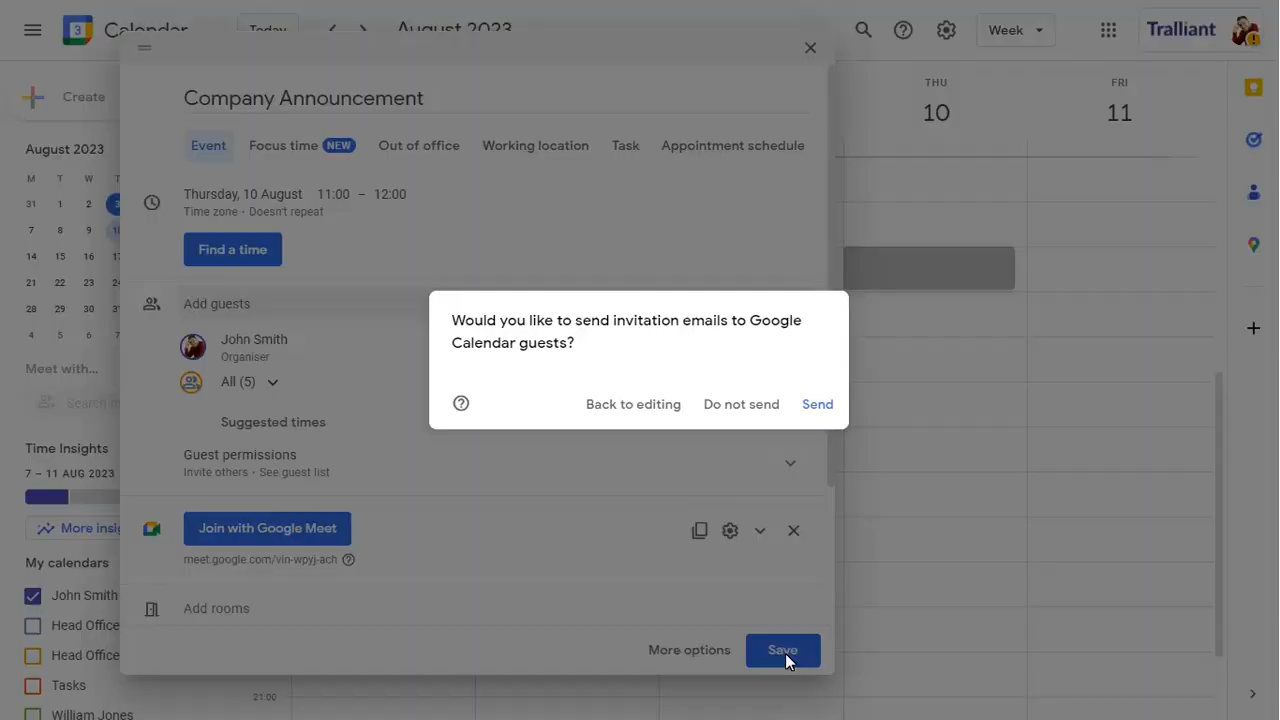 Calendar
Today
August 2023
Week
Tralliant
Create
August 2023
M T W T
31 1 2 3
7 8 9 10
14 15 16 17
21 22 23 24
28 29 30 31
4 5 6 7
Meet with...
Time Insights
7 – 11 AUG 2023
My calendars
John Smith
Head Office
Head Office
Tasks
William Jones
Company Announcement
Event Focus time NEW Out of office Working location Task Appointment schedule
Thursday, 10 August 11:00 – 12:00
Time zone • Doesn't repeat
Find a time
Add guests
John Smith
Organiser
All (5)
Suggested times
Guest permissions
Invite others • See guest list
Join with Google Meet
meet.google.com/vin-wpyj-ach
Add rooms
More options
Save
Would you like to send invitation emails to Google
Calendar guests?
Back to editing Do not send Send
THU
10
FRI
11
21:00